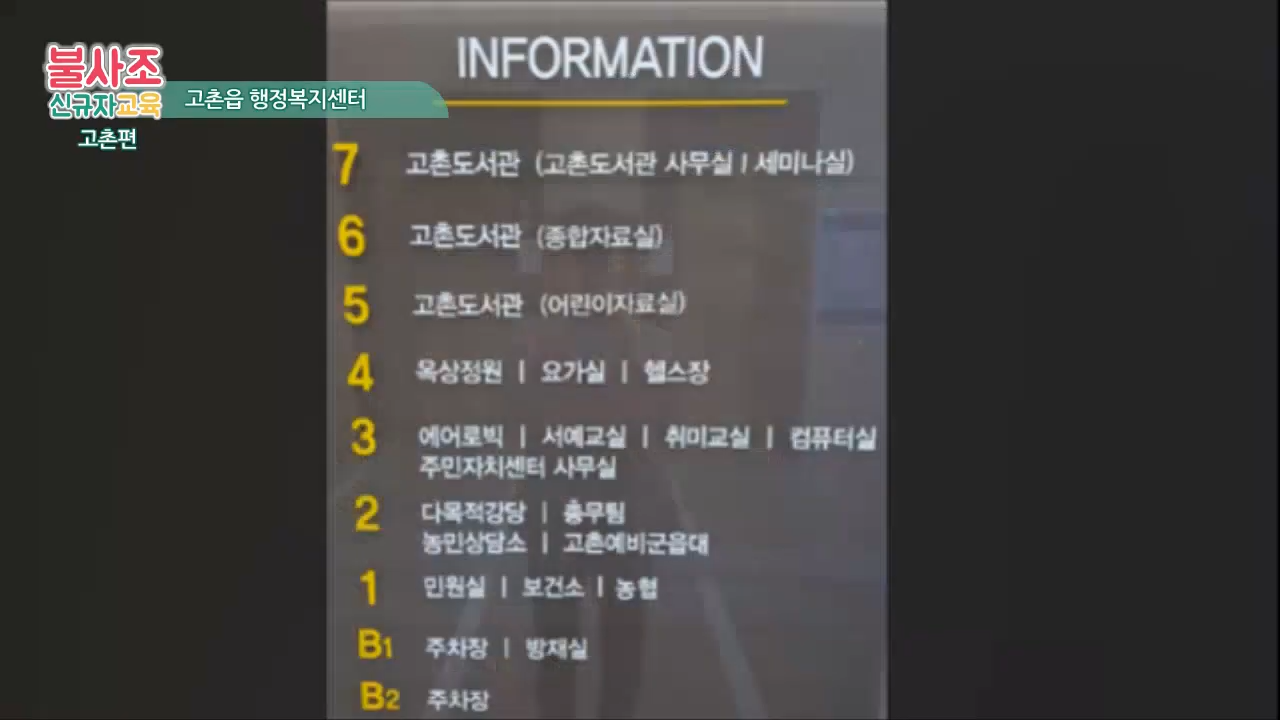 불사조
신규자교육
고촌편
고촌읍 행정복지센터
INFORMATION
7 고촌도서관 (고촌도서관 사무실 / 세미나실)
6 고촌도서관 (종합자료실)
5 고촌도서관 (어린이자료실)
4 옥상정원 | 요가실 | 헬스장
3 에어로빅 | 서예교실 | 취미교실 | 컴퓨터실
주민자치센터 사무실
2 다목적강당 | 총무팀
농민상담소 | 고촌예비군읍대
1 민원실 | 보건소 | 농협
B1 주차장 | 방재실
B2 주차장